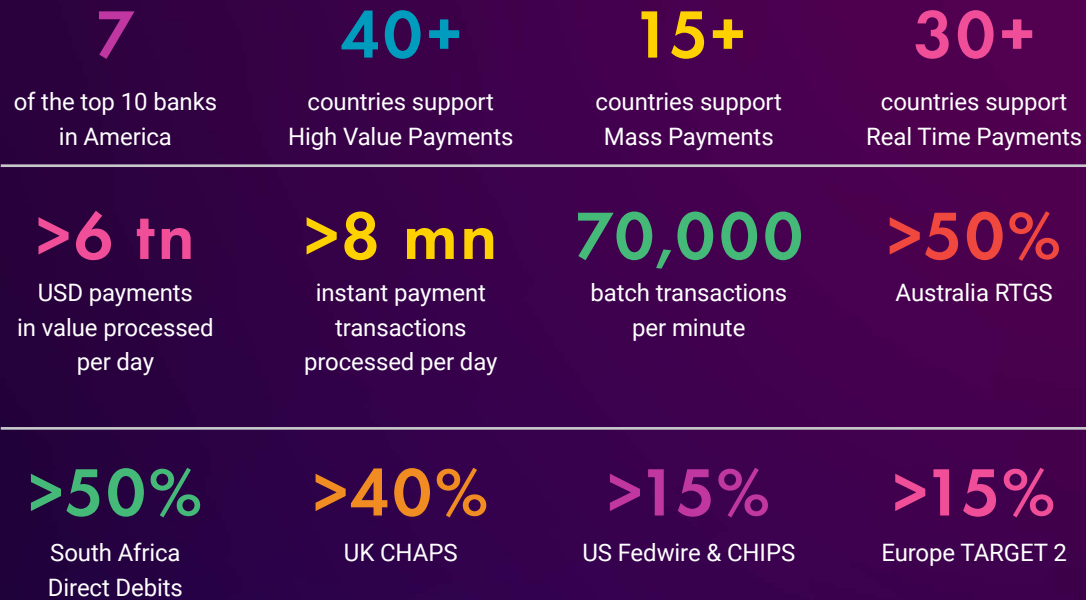 7
of the top 10 banks
in America
40+
countries support
High Value Payments
15+
countries support
Mass Payments
30+
countries support
Real Time Payments
>6 tn
USD payments
in value processed
per day
>8 mn
instant payment
transactions
processed per day
70,000
batch transactions
per minute
>50%
Australia RTGS
>50%
South Africa
Direct Debits
>40%
UK CHAPS
>15%
US Fedwire & CHIPS
>15%
Europe TARGET 2